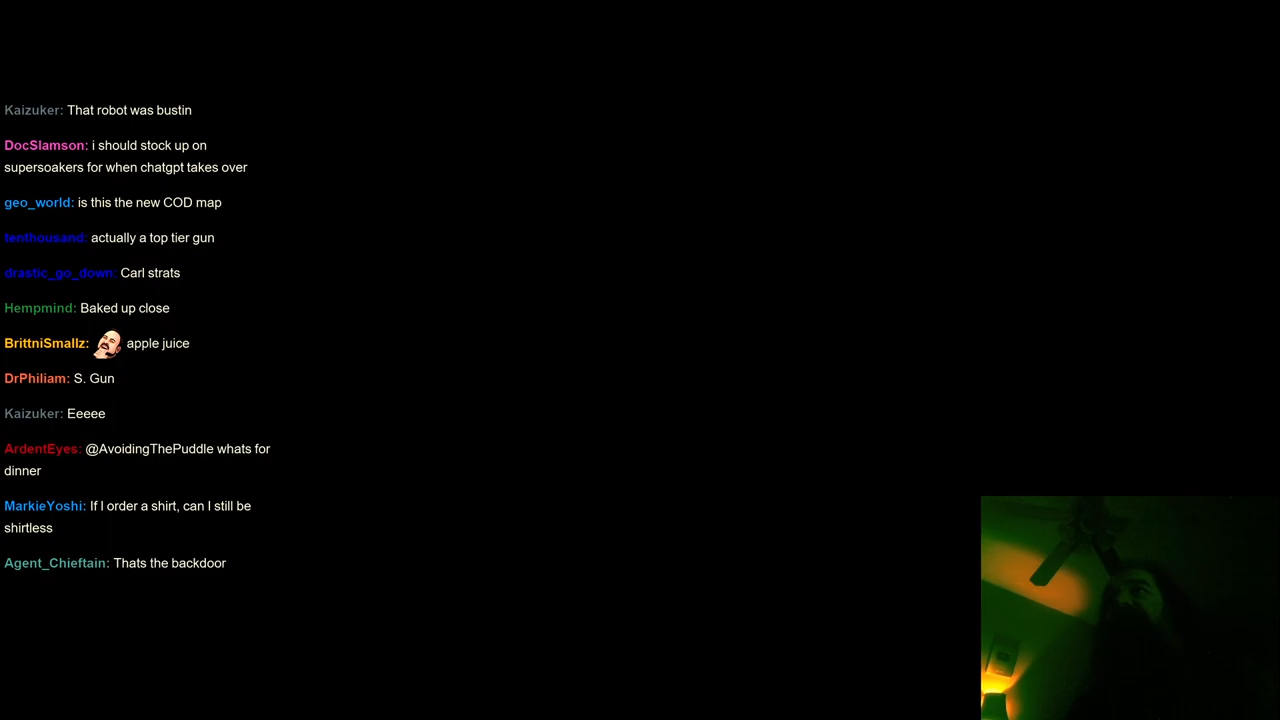 Kaizuker: That robot was bustin
DocSlamson: i should stock up on
supersoakers for when chatgpt takes over
geo_world: is this the new COD map
tenthousand: actually a top tier gun
drastic_go_down: Carl strats
Hempmind: Baked up close
BrittniSmallz: apple juice
DrPhiliam: S. Gun
Kaizuker: Eeeee
ArdentEyes: @AvoidingThePuddle whats for
dinner
MarkieYoshi: If I order a shirt, can I still be
shirtless
Agent_Chieftain: Thats the backdoor